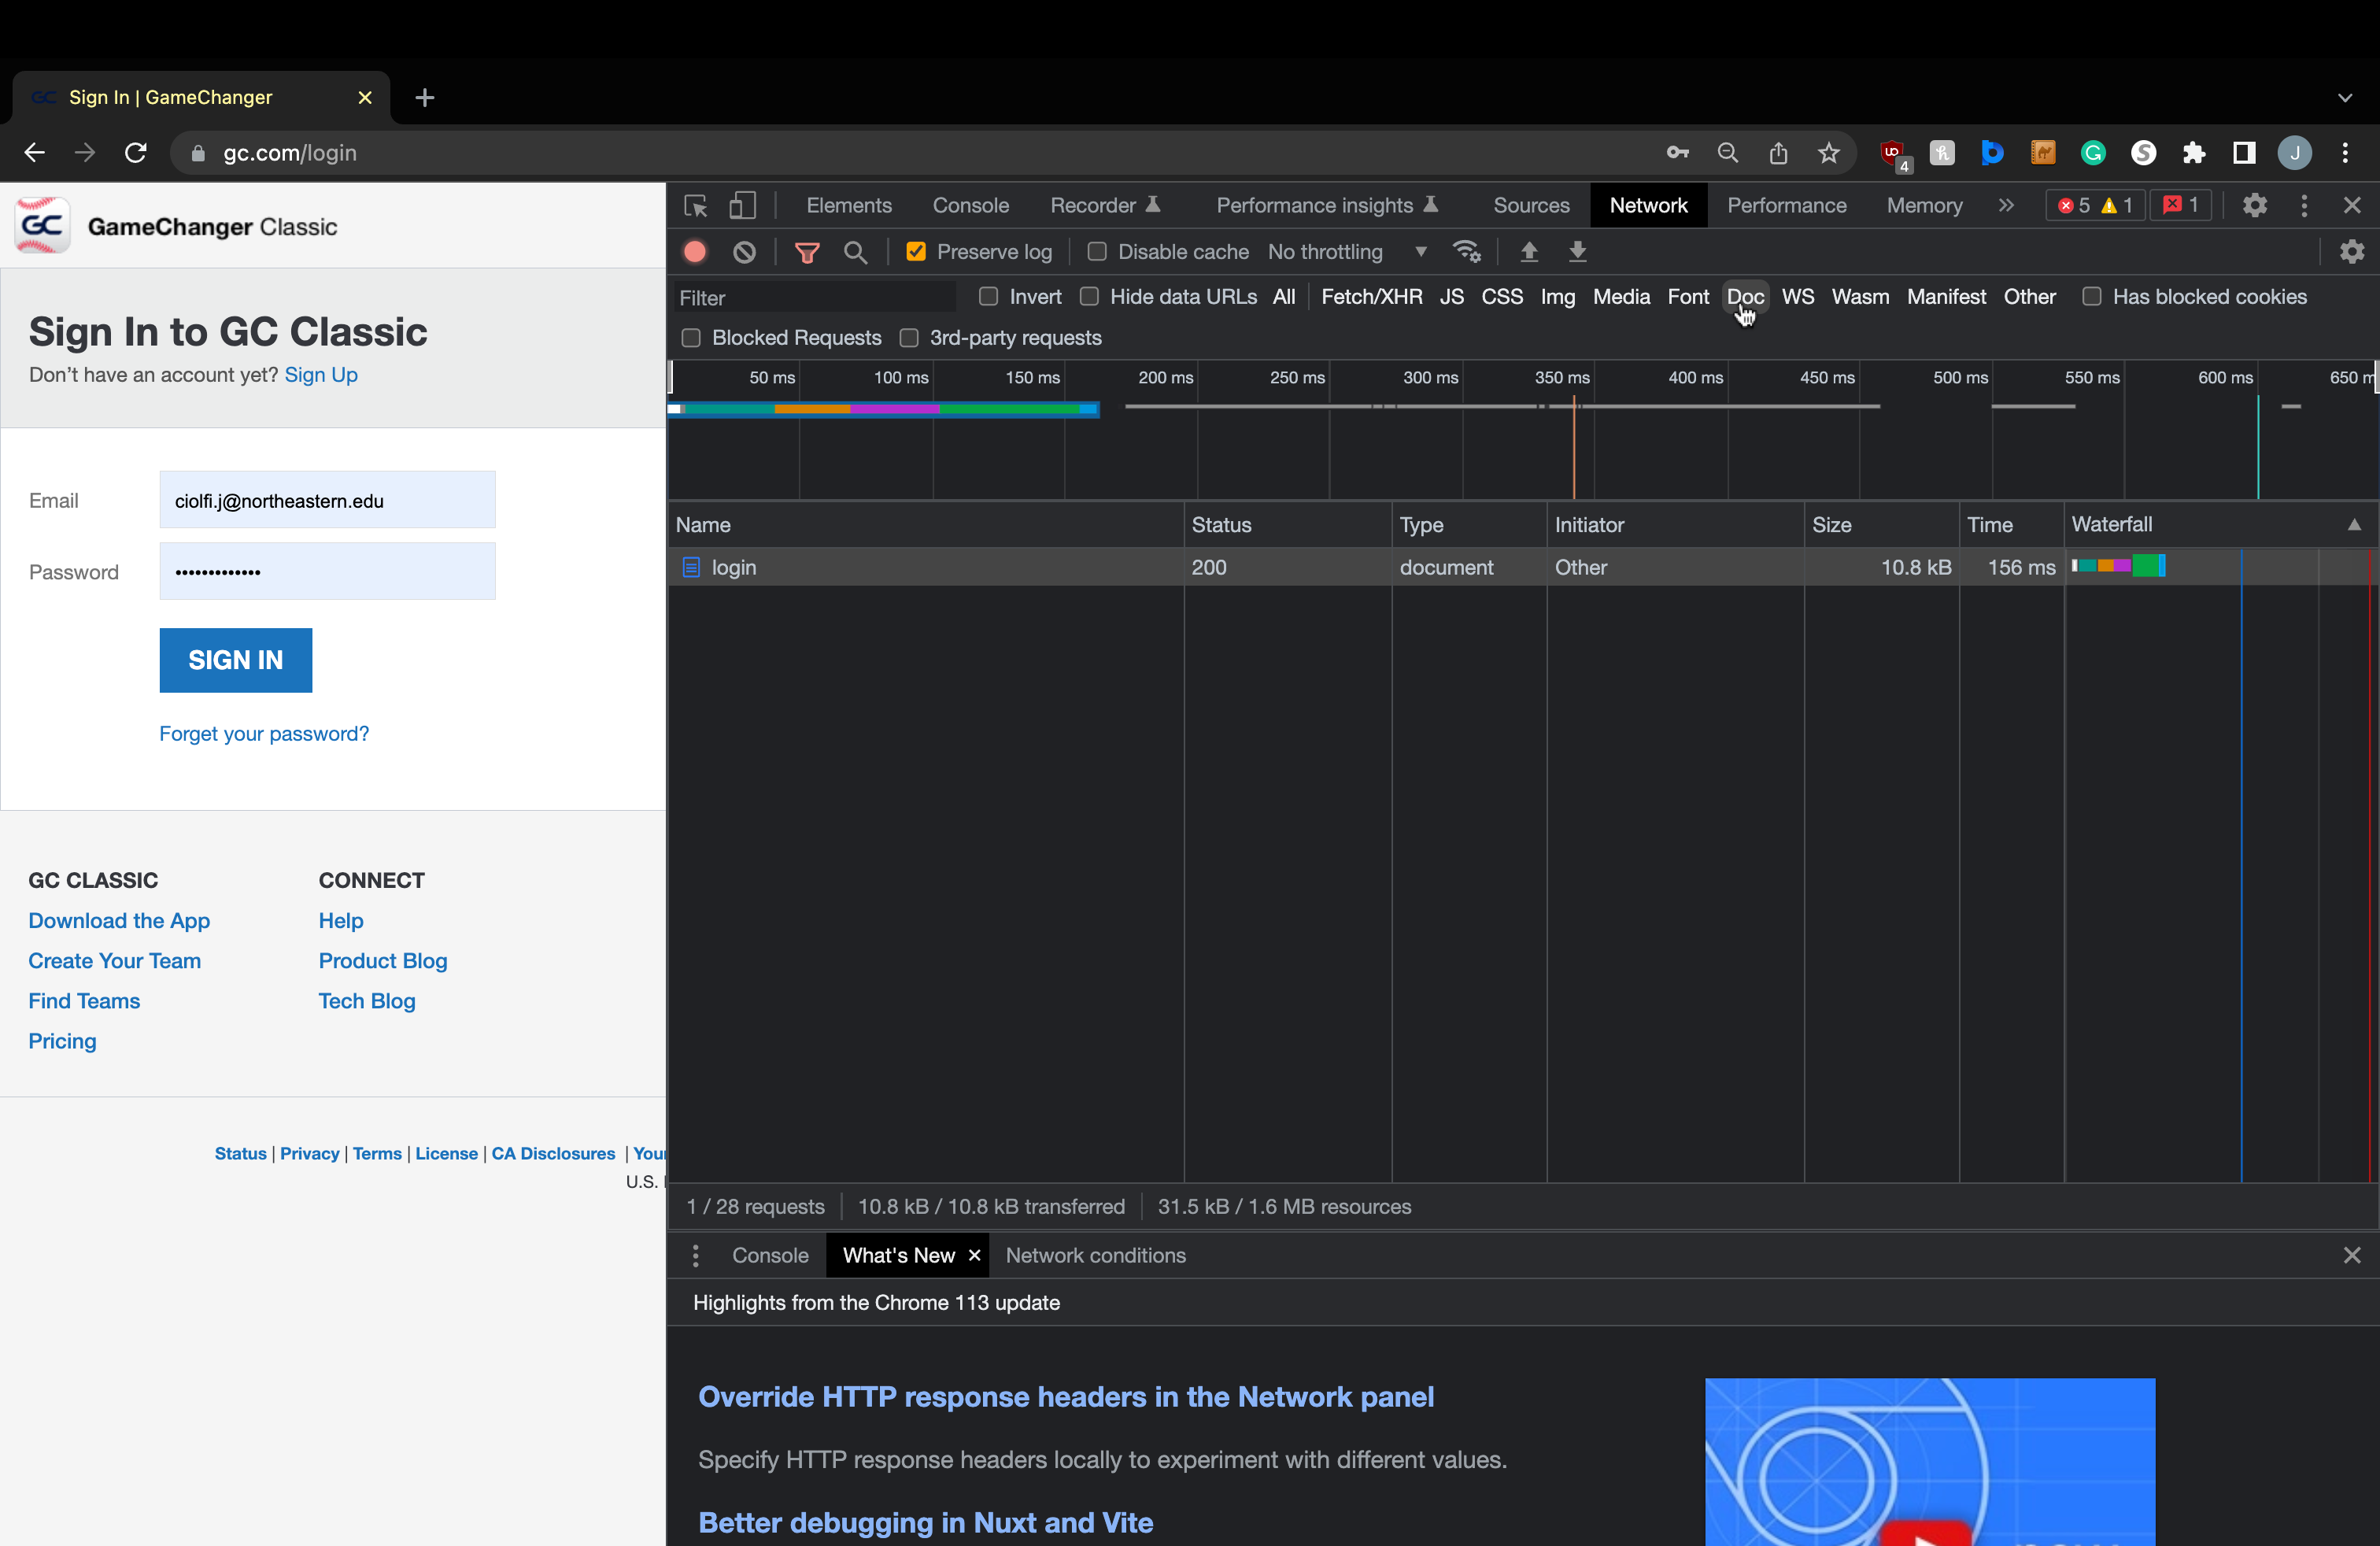 GC Sign In | GameChanger
gc.com/login
4
J
GC GameChanger Classic
Sign In to GC Classic
Don't have an account yet? Sign Up
Email ciolfi.j@northeastern.edu
Password •••••••••••••
SIGN IN
Forget your password?
GC CLASSIC
Download the App
Create Your Team
Find Teams
Pricing
CONNECT
Help
Product Blog
Tech Blog
Status | Privacy | Terms | License | CA Disclosures | Your
U.S.
Elements Console Recorder Performance insights Sources Network Performance Memory 5 1 1
Preserve log Disable cache No throttling
Filter Invert Hide data URLs All Fetch/XHR JS CSS Img Media Font Doc WS Wasm Manifest Other Has blocked cookies
Blocked Requests 3rd-party requests
50 ms 100 ms 150 ms 200 ms 250 ms 300 ms 350 ms 400 ms 450 ms 500 ms 550 ms 600 ms 650 m
Name Status Type Initiator Size Time Waterfall
login 200 document Other 10.8 kB 156 ms
1 / 28 requests 10.8 kB / 10.8 kB transferred 31.5 kB / 1.6 MB resources
Console What's New Network conditions
Highlights from the Chrome 113 update
Override HTTP response headers in the Network panel
Specify HTTP response headers locally to experiment with different values.
Better debugging in Nuxt and Vite